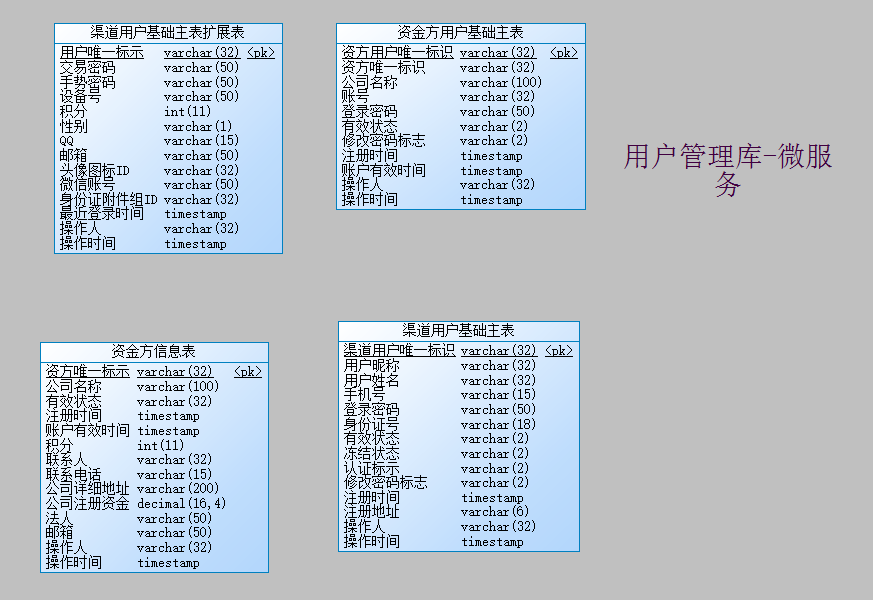 渠道用户基础主表扩展表
用户唯一标示 varchar(32) <pk>
交易密码 varchar(50)
手势密码 varchar(50)
设备号 varchar(50)
积分 int(11)
性别 varchar(1)
QQ varchar(15)
邮箱 varchar(50)
头像图标ID varchar(32)
微信账号 varchar(50)
身份证附件组ID varchar(32)
最近登录时间 timestamp
操作人 varchar(32)
操作时间 timestamp
资金方用户基础主表
资方用户唯一标识 varchar(32) <pk>
资方唯一标识 varchar(32)
公司名称 varchar(100)
账号 varchar(32)
登录密码 varchar(50)
有效状态 varchar(2)
修改密码标志 varchar(2)
注册时间 timestamp
账户有效时间 timestamp
操作人 varchar(32)
操作时间 timestamp
用户管理库-微服
务
资金方信息表
资方唯一标示 varchar(32) <pk>
公司名称 varchar(100)
有效状态 varchar(32)
注册时间 timestamp
账户有效时间 timestamp
积分 int(11)
联系人 varchar(32)
联系电话 varchar(15)
公司详细地址 varchar(200)
公司注册资金 decimal(16,4)
法人 varchar(50)
邮箱 varchar(50)
操作人 varchar(32)
操作时间 timestamp
渠道用户基础主表
渠道用户唯一标识 varchar(32) <pk>
用户昵称 varchar(32)
用户姓名 varchar(32)
手机号 varchar(15)
登录密码 varchar(50)
身份证号 varchar(18)
有效状态 varchar(2)
冻结状态 varchar(2)
认证标示 varchar(2)
修改密码标志 varchar(2)
注册时间 timestamp
注册地址 varchar(6)
操作人 varchar(32)
操作时间 timestamp